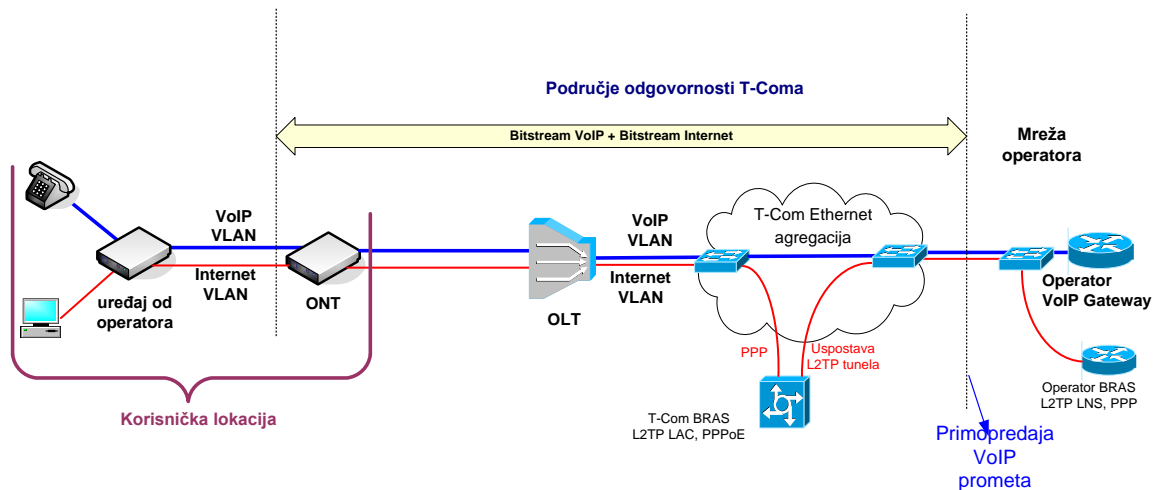 Područje odgovornosti T-Coma
Bitstream VoIP + Bitstream Internet
Mreža
operatora
VoIP
VLAN
Internet
VLAN
uređaj od
operatora
ONT
OLT
VoIP
VLAN
Internet
VLAN
T-Com Ethernet
agregacija
Operator
VoIP Gateway
PPP
Uspostava
L2TP tunela
T-Com BRAS
L2TP LAC, PPPoE
Operator BRAS
L2TP LNS, PPP
Korisnička lokacija
Primopredaja
VoIP
prometa